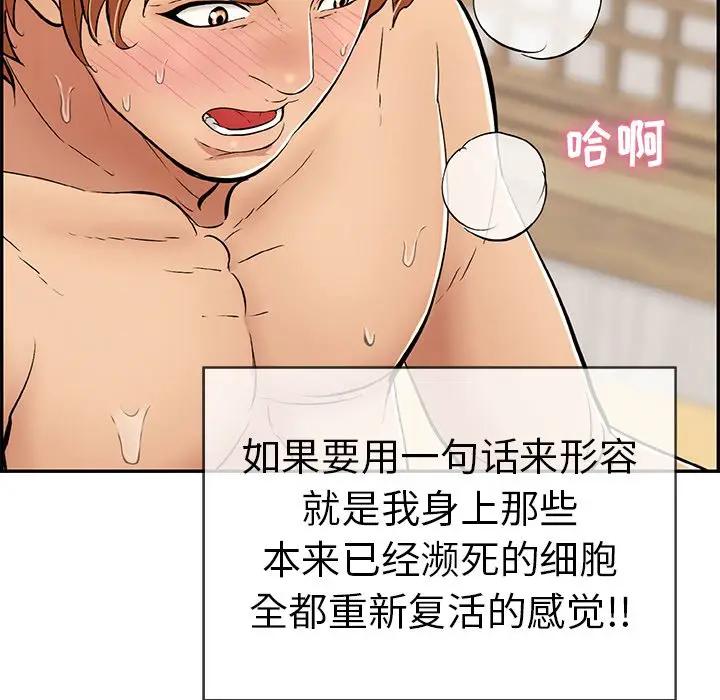 哈啊
如果要用一句话来形容
就是我身上那些
本来已经濒死的细胞
全都重新复活的感觉!!